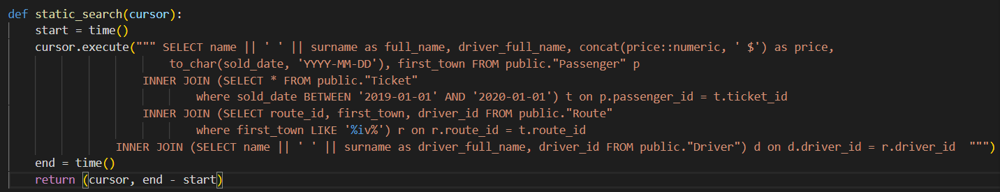 def static_search(cursor):
    start = time()
    cursor.execute(""" SELECT name || ' ' || surname as full_name, driver_full_name, concat(price::numeric, ' $') as price,
                        to_char(sold_date, 'YYYY-MM-DD'), first_town FROM public."Passenger" p
                    INNER JOIN (SELECT * FROM public."Ticket"
                            where sold_date BETWEEN '2019-01-01' AND '2020-01-01') t on p.passenger_id = t.ticket_id
                    INNER JOIN (SELECT route_id, first_town, driver_id FROM public."Route"
                            where first_town LIKE '%iv%') r on r.route_id = t.route_id
                INNER JOIN (SELECT name || ' ' || surname as driver_full_name, driver_id FROM public."Driver") d on d.driver_id = r.driver_id  """)
    end = time()
    return (cursor, end - start)